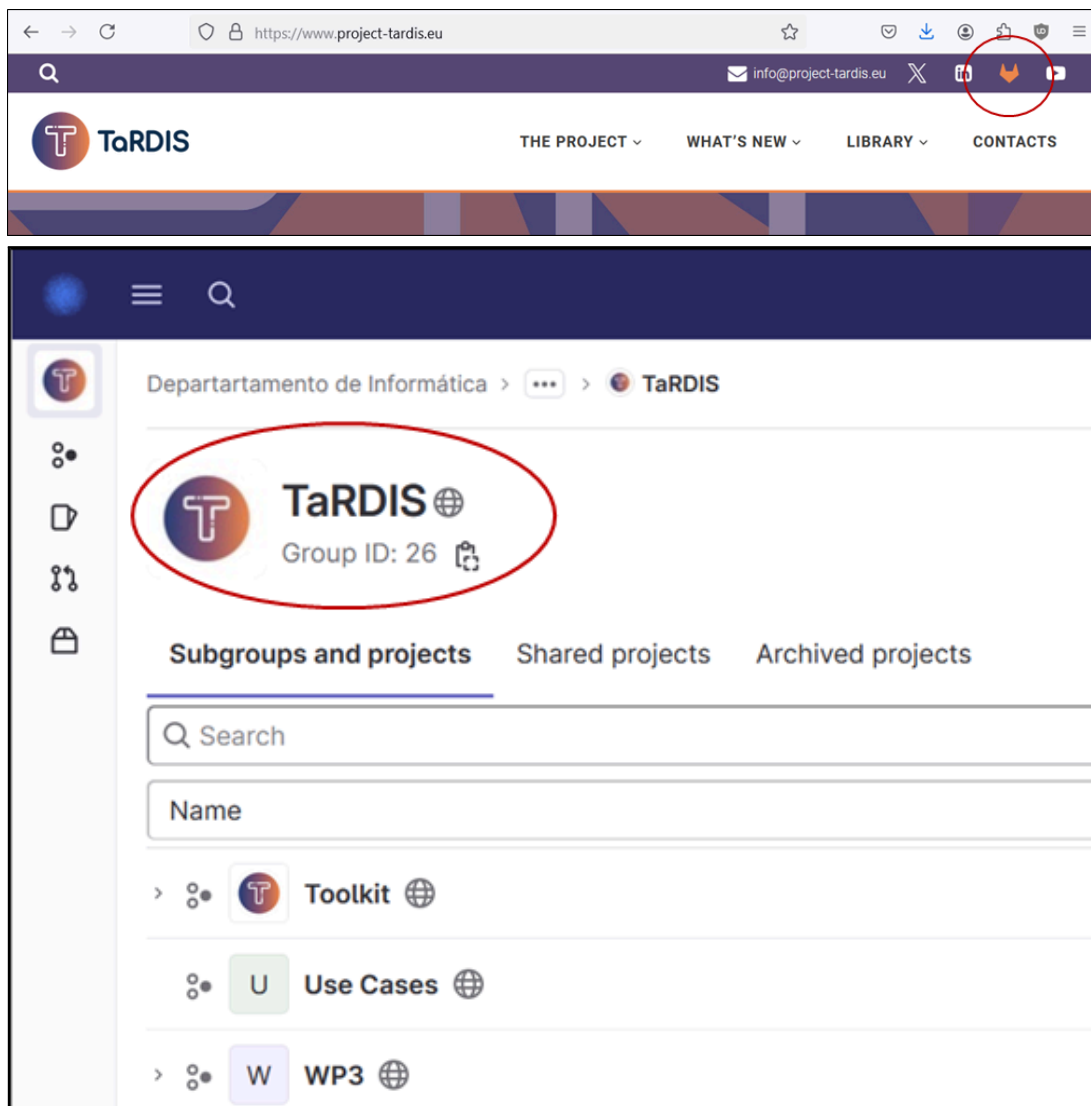 https://www.project-tardis.eu
info@project-tardis.eu
TaRDIS
THE PROJECT
WHAT'S NEW
LIBRARY
CONTACTS
Departartamento de Informática > ... > TaRDIS
TaRDIS
Group ID: 26
Subgroups and projects Shared projects Archived projects
Search
Name
Toolkit
U Use Cases
W WP3